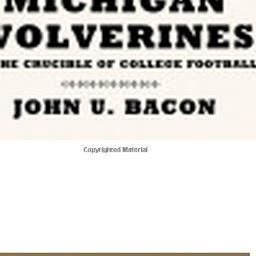 MICHIGAN
WOLVERINES
THE CRUCIBLE OF COLLEGE FOOTBALL
JOHN U. BACON
Copyrighted Material